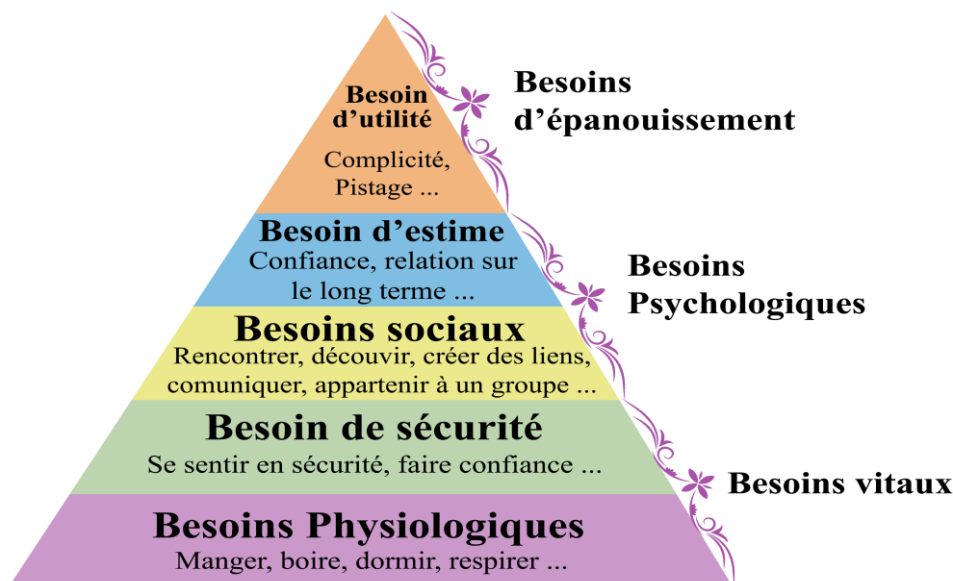 Besoin
d'utilité
Complicité,
Pistage ...
Besoins
d'épanouissement
Besoin d'estime
Confiance, relation sur
le long terme ...
Besoins
Psychologiques
Besoins sociaux
Rencontrer, découvir, créer des liens,
comuniquer, appartenir à un groupe ...
Besoin de sécurité
Se sentir en sécurité, faire confiance ...
Besoins vitaux
Besoins Physiologiques
Manger, boire, dormir, respirer ...